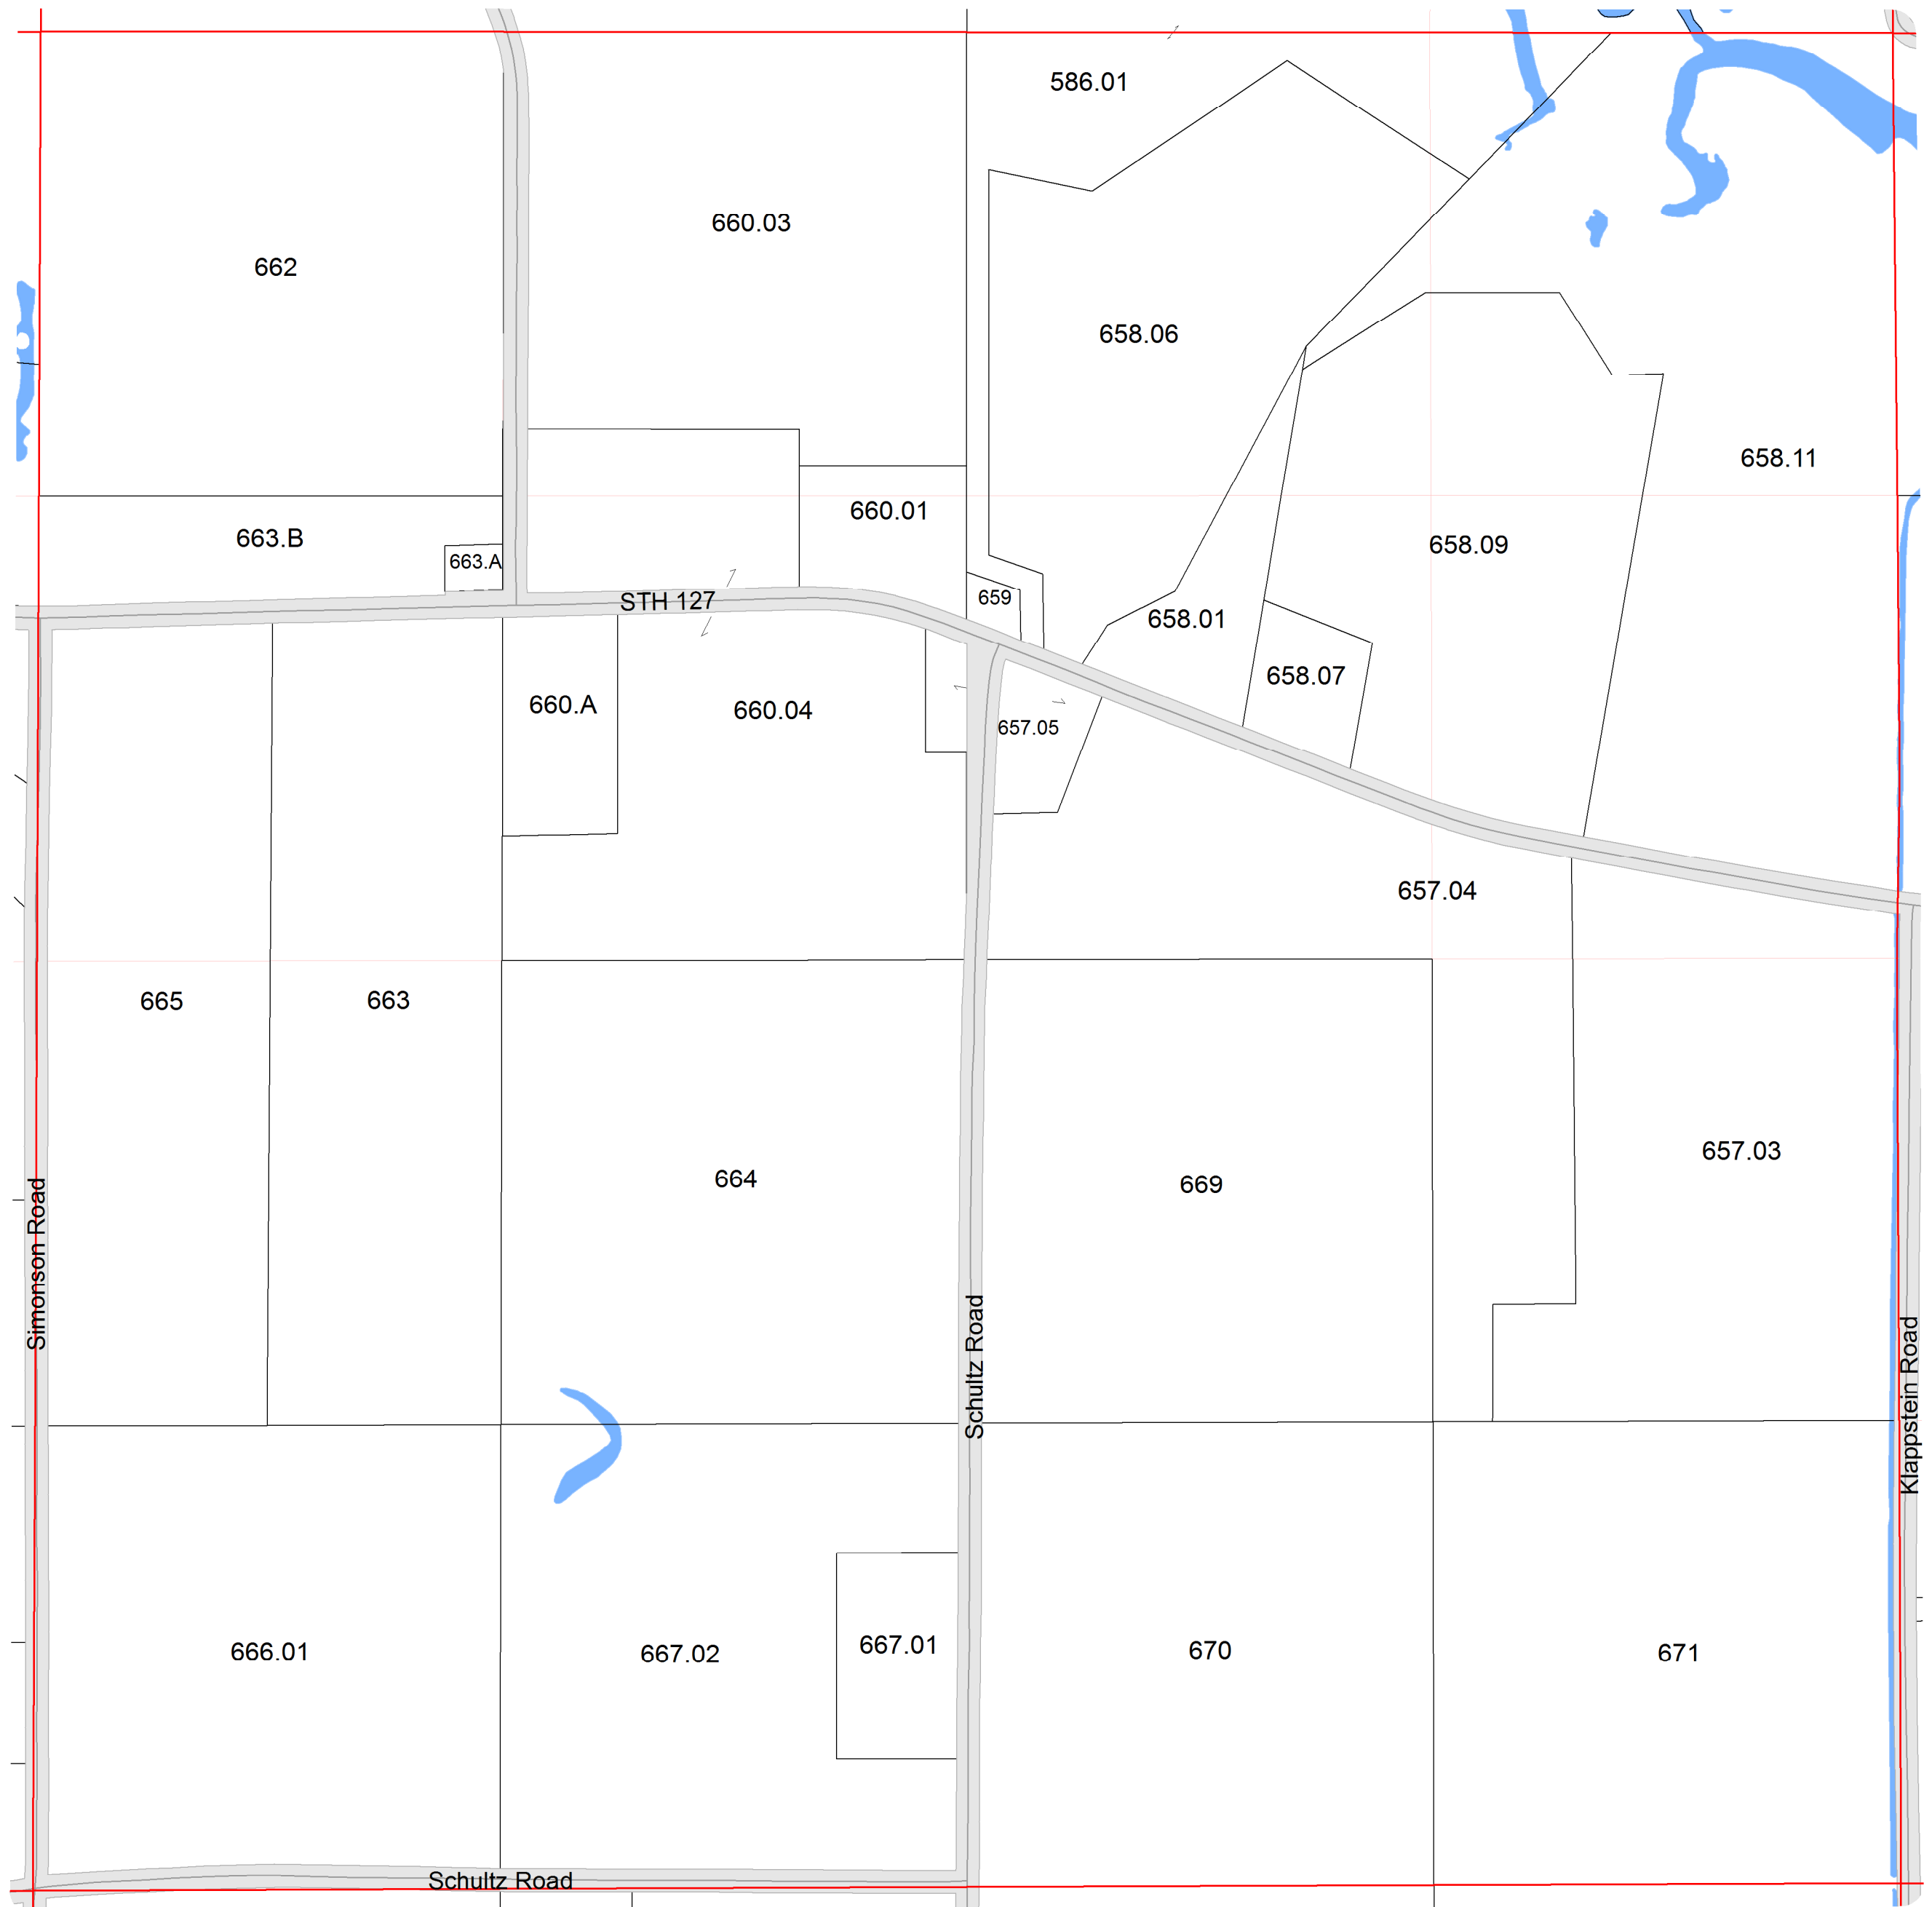 586.01
660.03
662
658.06
658.11
660.01
663.B
658.09
663.A
659
STH 127
658.01
658.07
660.A
660.04
657.05
657.04
665
663
657.03
664
669
Simonson Road
Schultz Road
Klappstein Road
667.01
670
666.01
667.02
671
Schultz Road